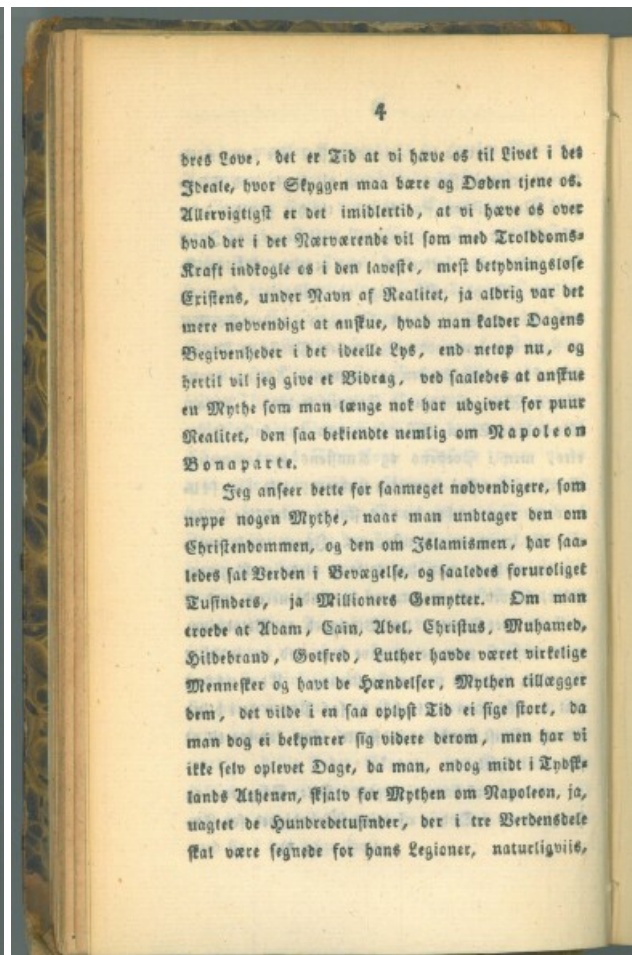 4
dres Love, det er Tid at vi hæve os til Livet i det
Ideale, hvor Skyggen maa bære og Døden tjene os.
Allervigtigst er det imidlertid, at vi hæve os over
hvad der i det Nærværende vil som med Trolddoms-
Kraft indkogle os i den laveste, mest betydningsløse
Existens, under Navn af Realitet, ja aldrig var det
mere nødvendigt at anskue, hvad man kalder Dagens
Begivenheder i det ideelle Lys, end netop nu, og
hertil vil jeg give et Bidrag, ved saaledes at anskue
en Mythe som man længe nok har udgivet for puur
Realitet, den saa bekiendte nemlig om Napoleon
Bonaparte.
Jeg anseer dette for saameget nødvendigere, som
neppe nogen Mythe, naar man undtager den om
Christendommen, og den om Islamismen, har saa-
ledes sat Verden i Bevægelse, og saaledes foruroliget
Tusinders, ja Millioners Gemytter. Om man
troede at Adam, Cain, Abel, Christus, Muhamed,
Hildebrand, Gotfred, Luther havde været virkelige
Mennesker og havt de Hændelser, Mythen tillægger
dem, det vilde i en saa oplyst Tid ei sige stort, da
man dog ei bekymrer sig videre derom, men har vi
ikke selv oplevet Dage, da man, endog midt i Tydsk-
lands Athenen, skjalv for Mythen om Napoleon, ja,
uagtet de Hundredetusinder, der i tre Verdensdele
skal være segnede for hans Legioner, naturligviis,